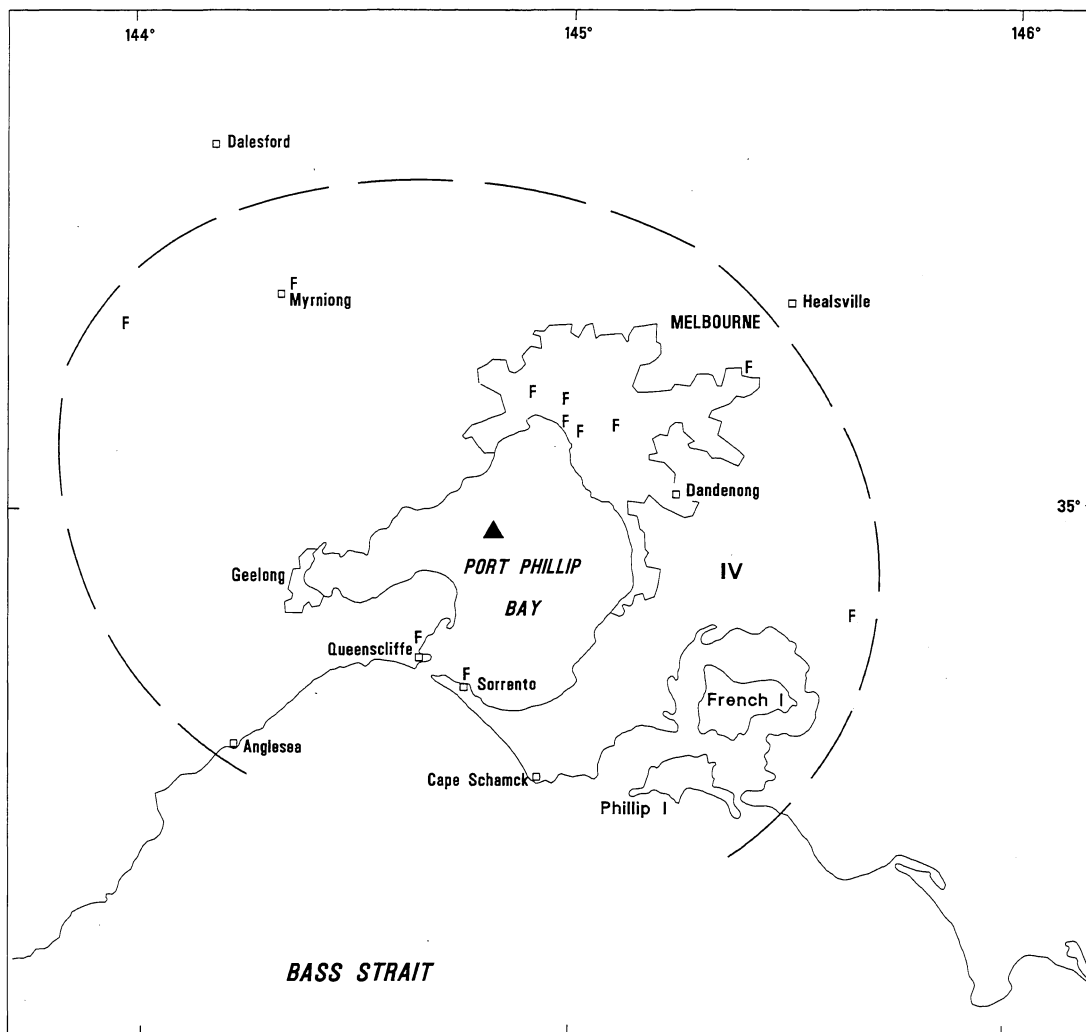 144°
145°
146°
Dalesford
F
Myrniong
F
Healsville
MELBOURNE
F
F
F
F
F
F
Dandenong
35°
PORT PHILLIP
BAY
IV
Geelong
F
F
Queenscliffe
F
Sorrento
French I
Anglesea
Cape Schamck
Phillip I
BASS STRAIT